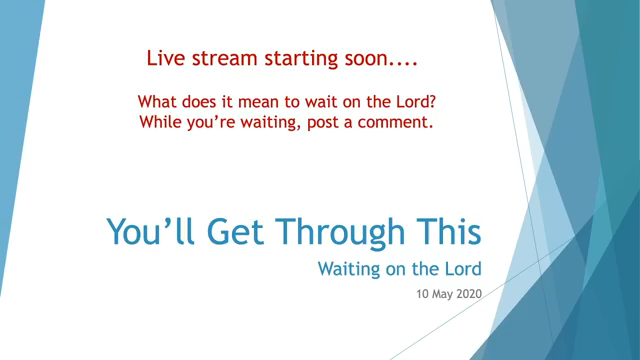 Live stream starting soon....
What does it mean to wait on the Lord?
While you’re waiting, post a comment.
You’ll Get Through This
Waiting on the Lord
10 May 2020